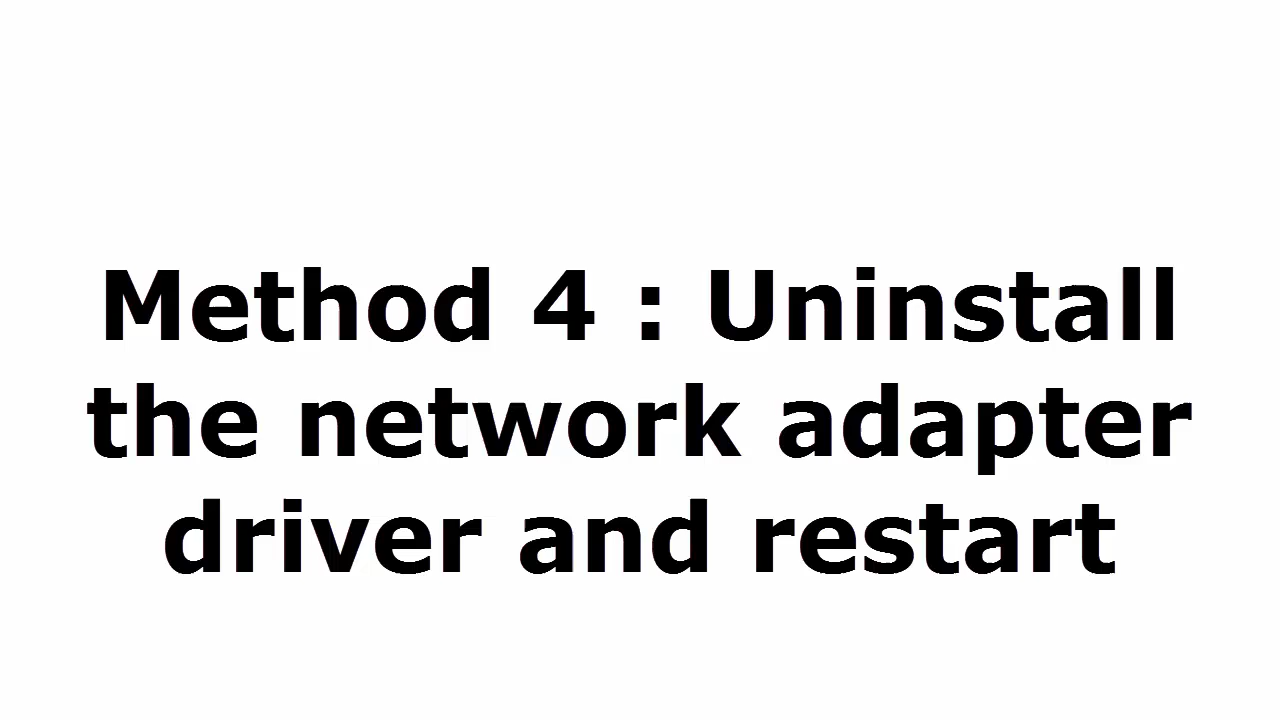 Method 4 : Uninstall
the network adapter
driver and restart